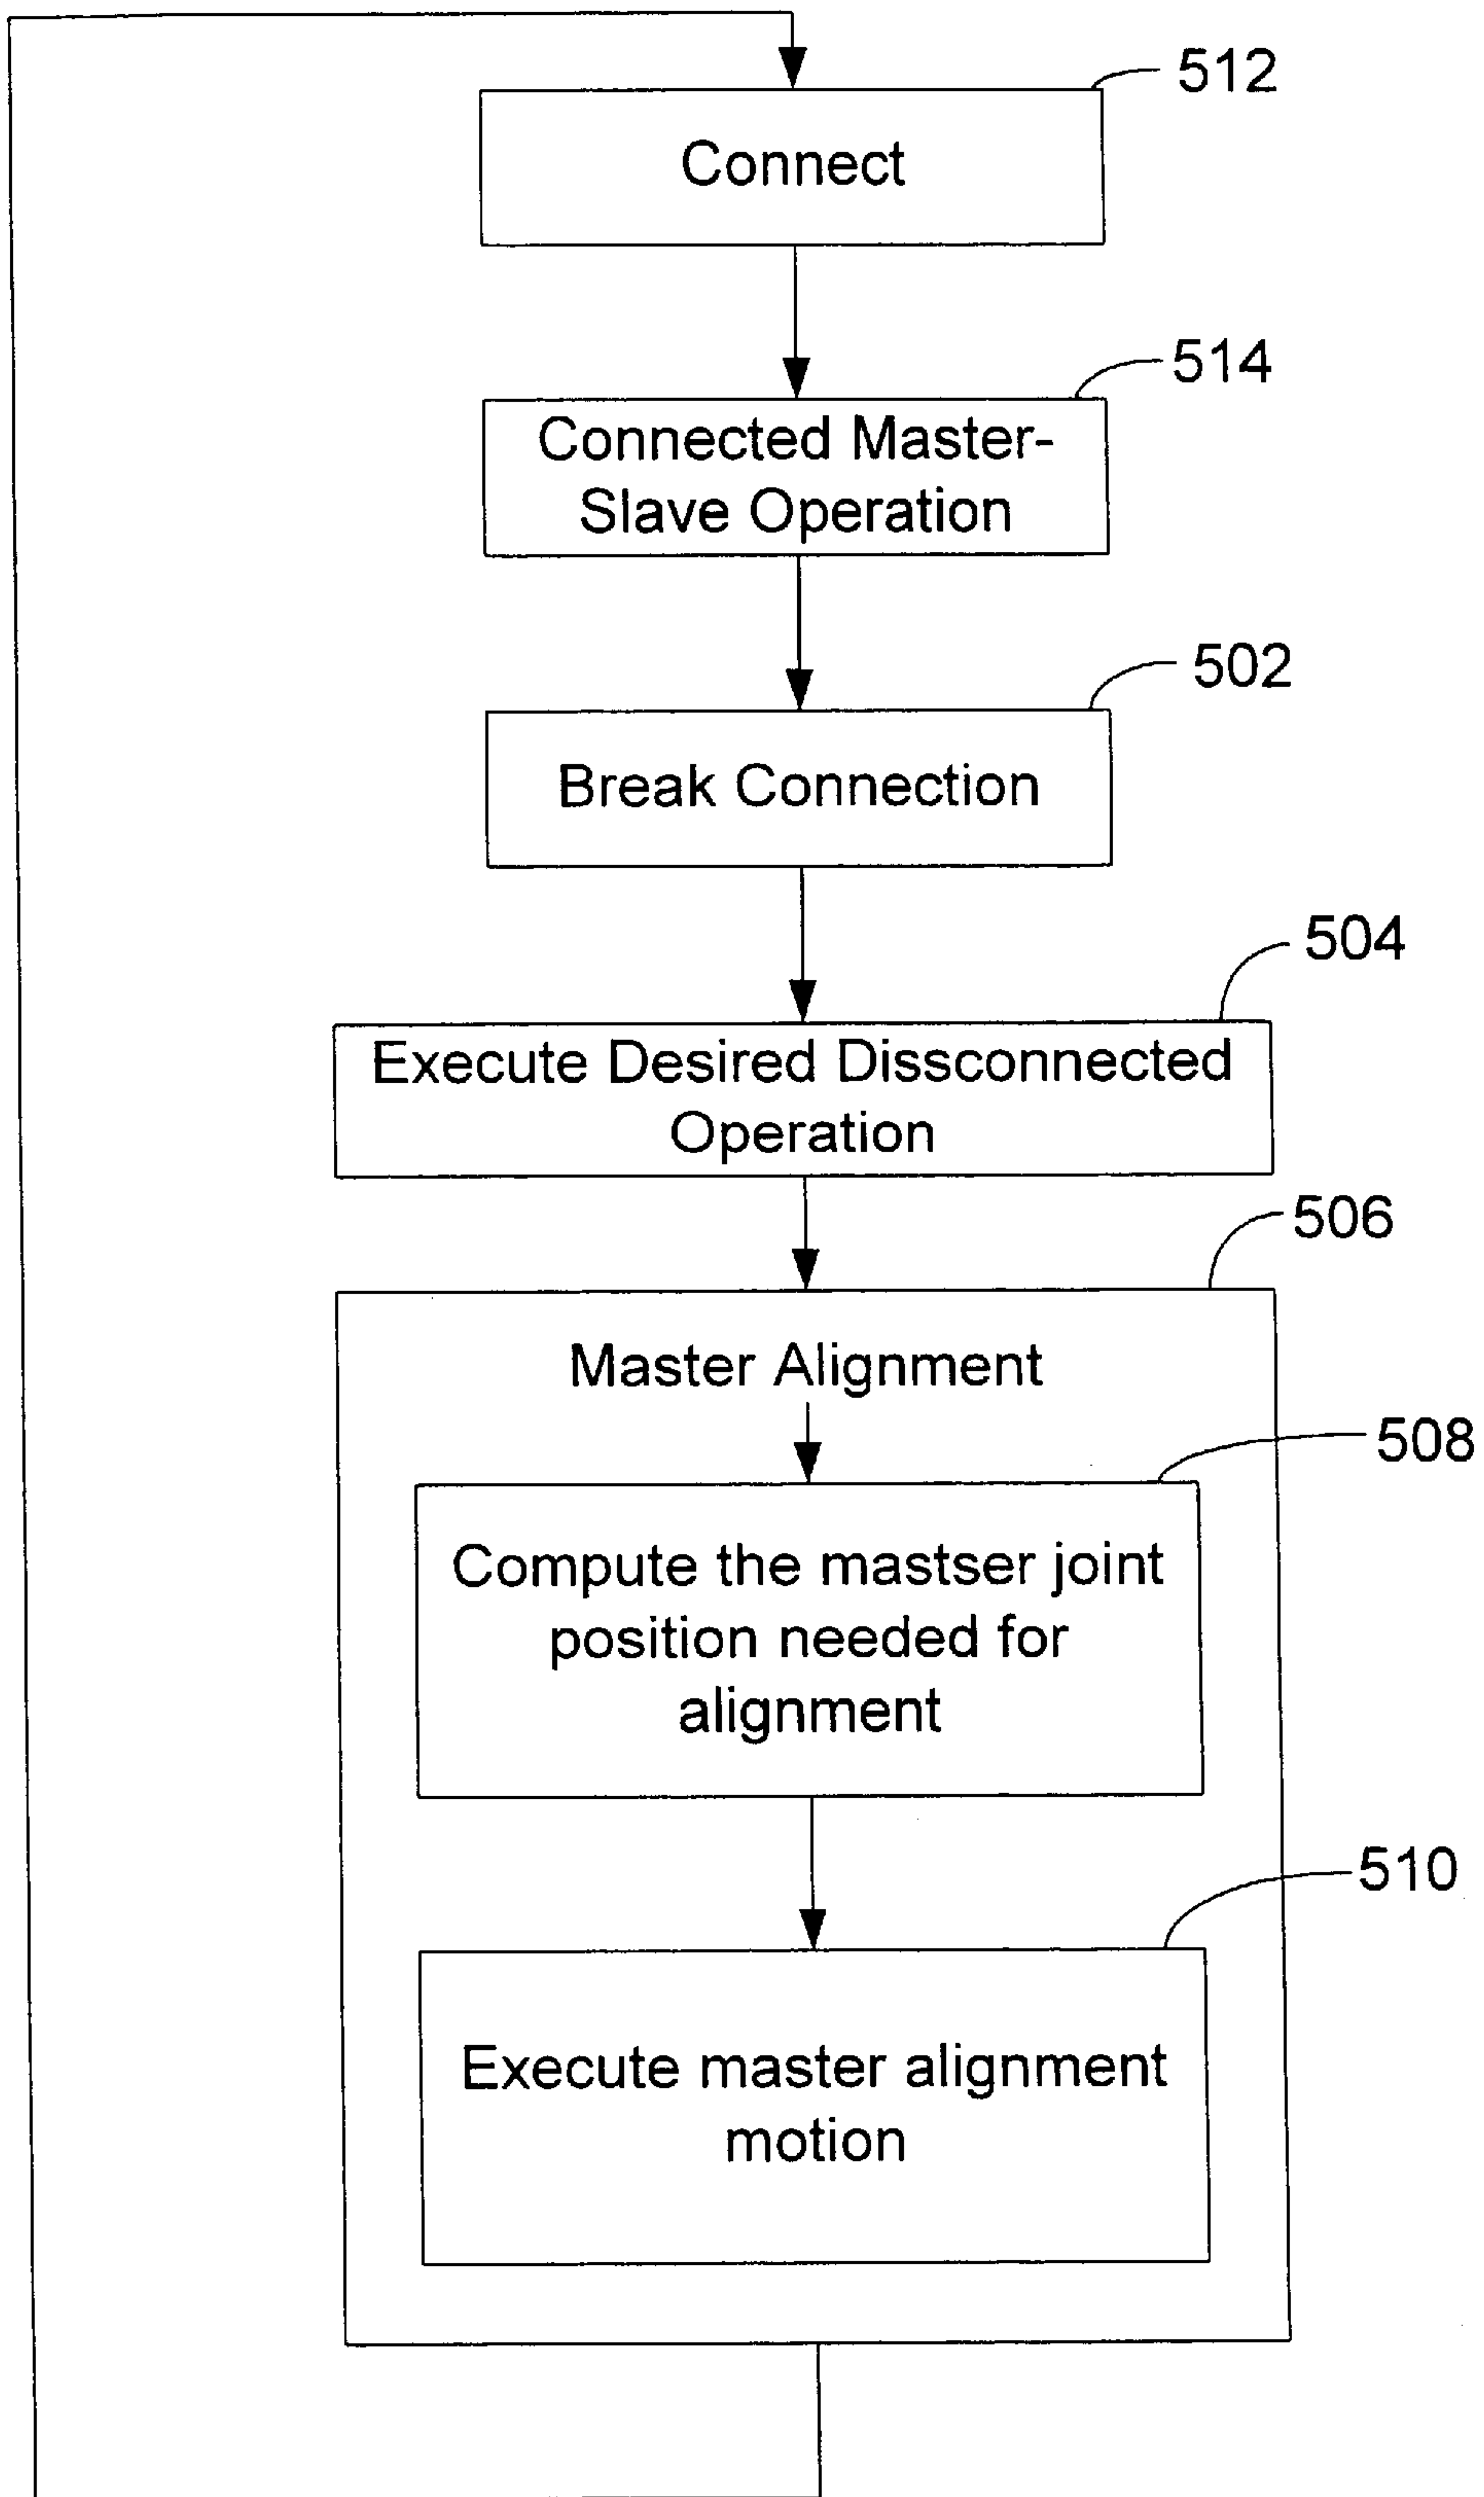 512
Connect
514
Connected Master-
Slave Operation
502
Break Connection
504
Execute Desired Dissconnected
Operation
506
Master Alignment
508
Compute the mastser joint
position needed for
alignment
510
Execute master alignment
motion